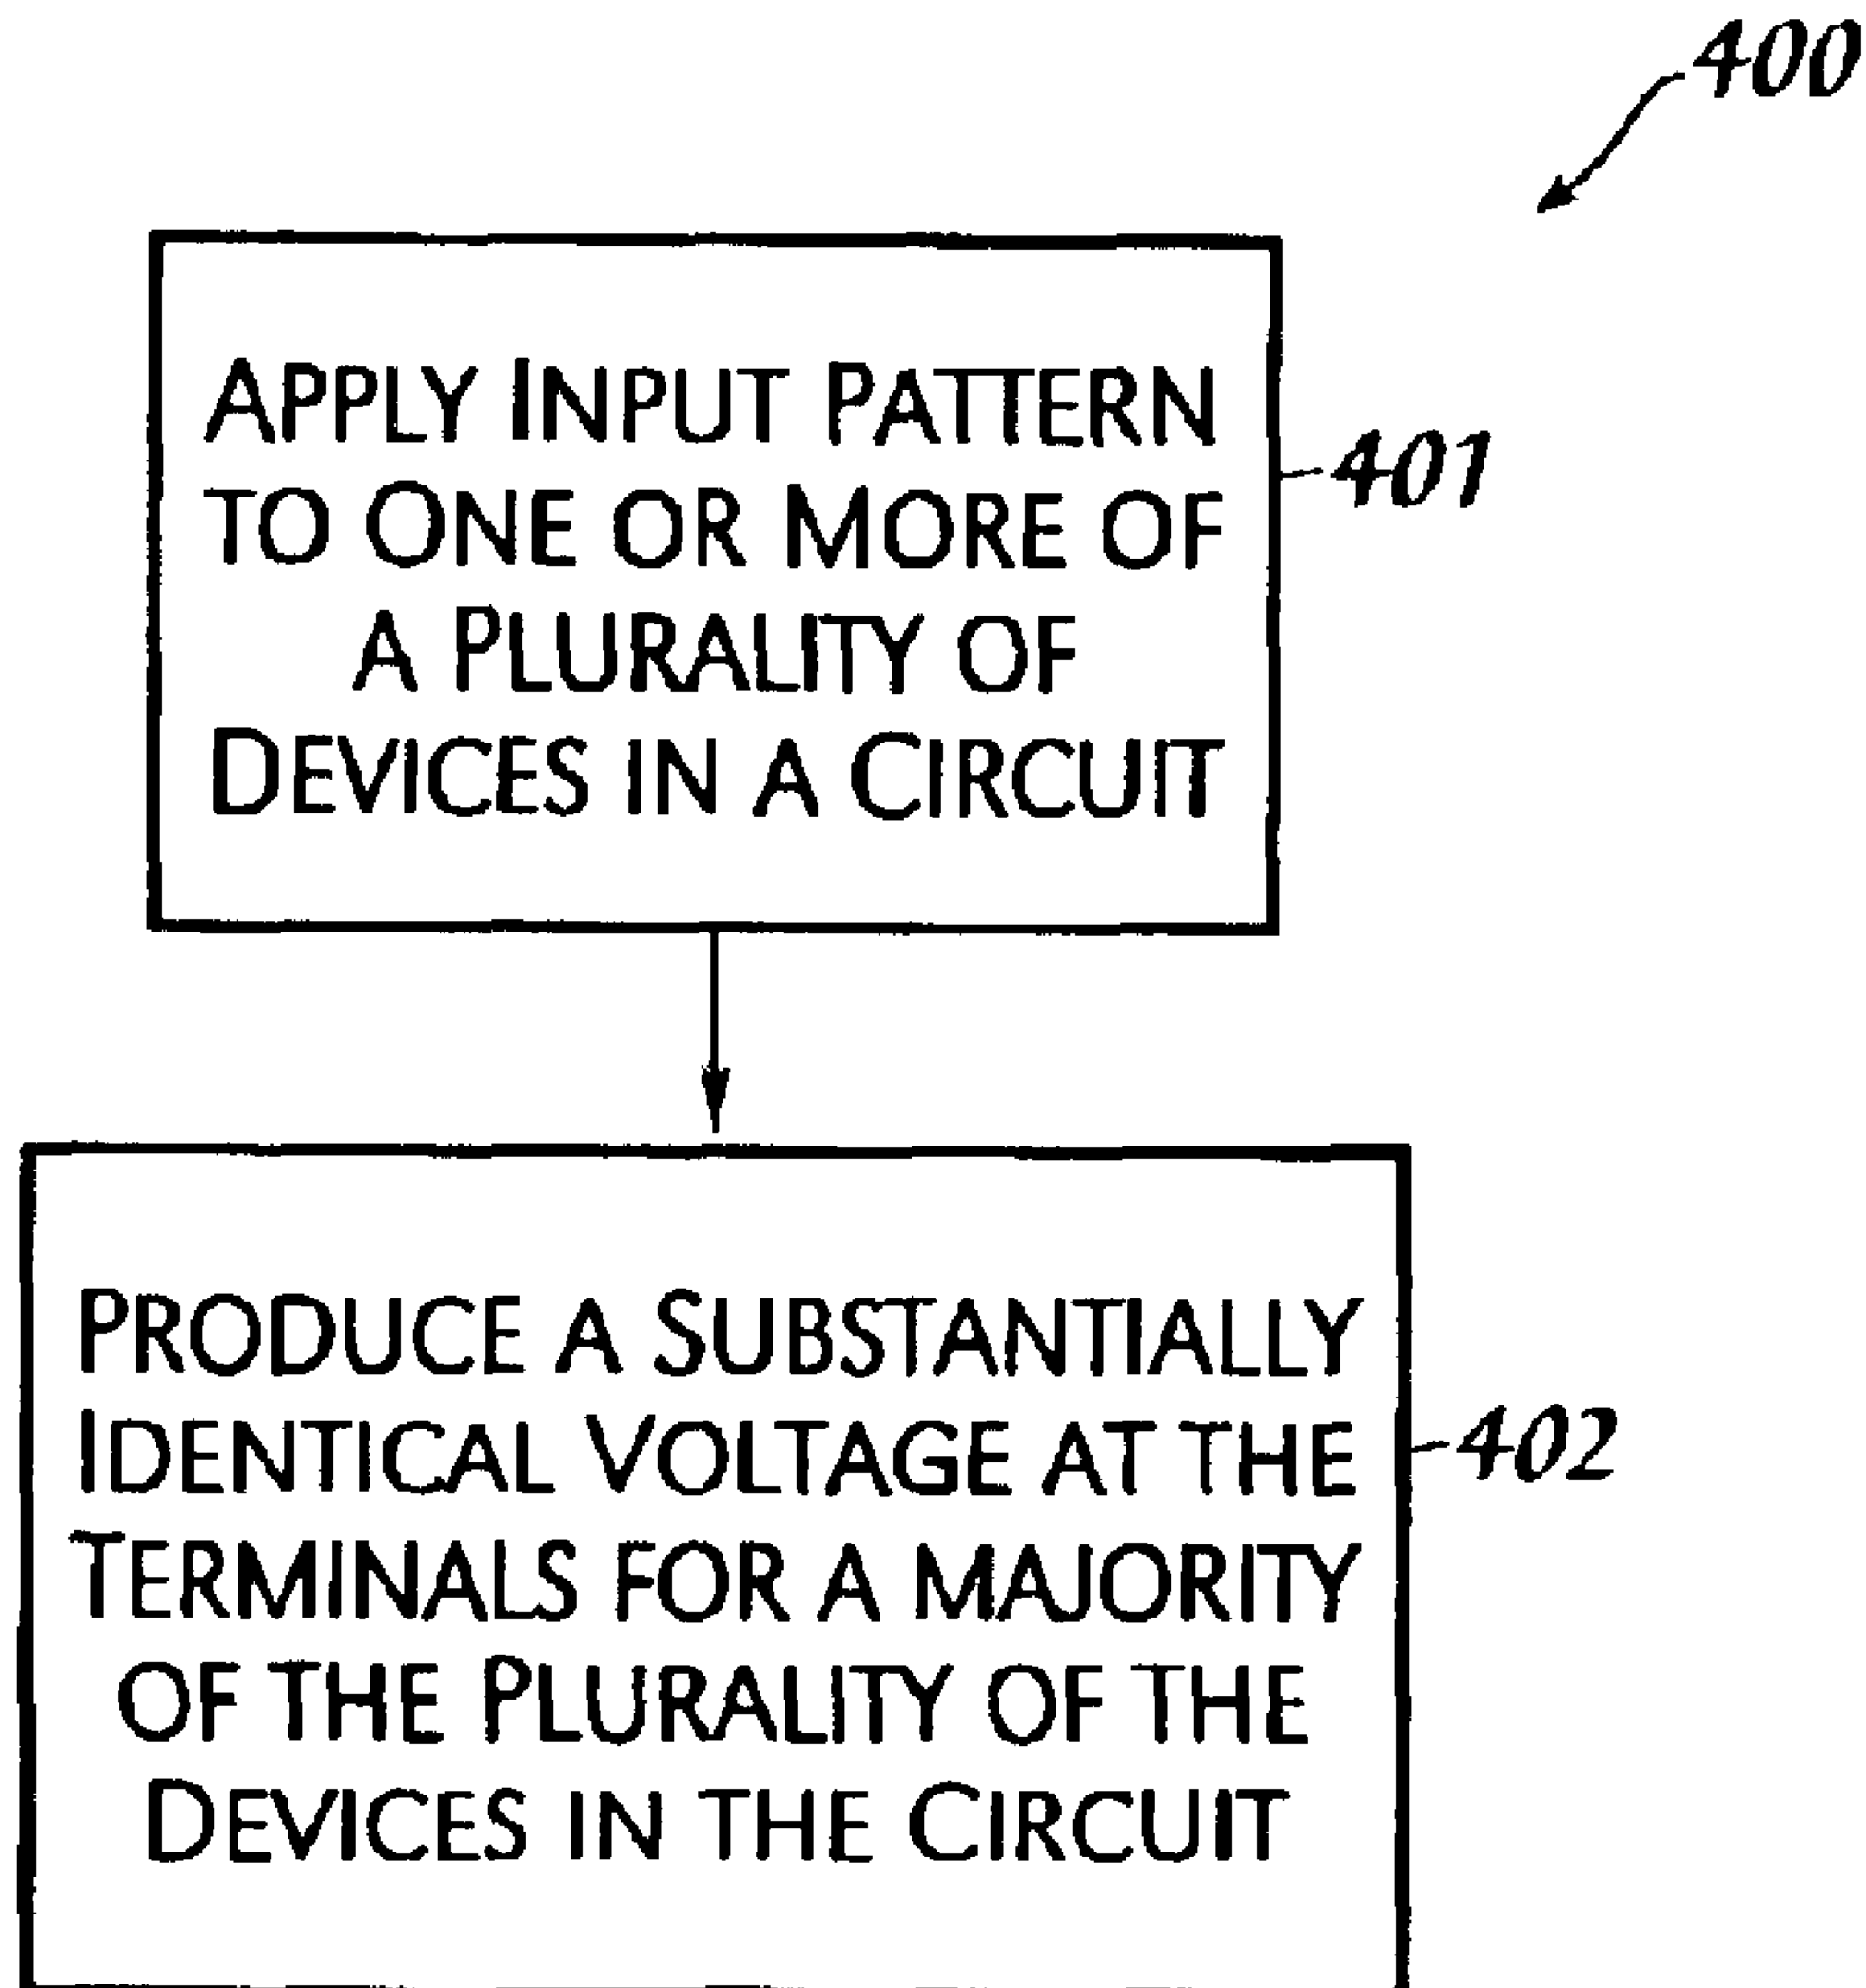 400
APPLY INPUT PATTERN
TO ONE OR MORE OF
A PLURALITY OF
DEVICES IN A CIRCUIT
401
PRODUCE A SUBSTANTIALLY
IDENTICAL VOLTAGE AT THE
TERMINALS FOR A MAJORITY
OF THE PLURALITY OF THE
DEVICES IN THE CIRCUIT
402